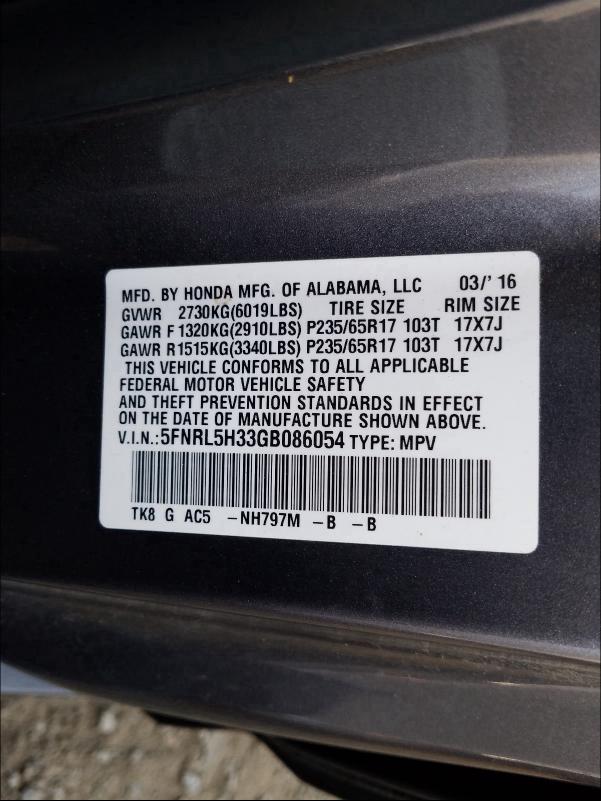 MFD. BY HONDA MFG. OF ALABAMA, LLC 03/'16
GVWR 2730KG(6019LBS) TIRE SIZE RIM SIZE
GAWR F 1320KG(2910LBS) P235/65R17 103T 17X7J
GAWR R 1515KG(3340LBS) P235/65R17 103T 17X7J
THIS VEHICLE CONFORMS TO ALL APPLICABLE
FEDERAL MOTOR VEHICLE SAFETY
AND THEFT PREVENTION STANDARDS IN EFFECT
ON THE DATE OF MANUFACTURE SHOWN ABOVE.
V.I.N.: 5FNRL5H33GB086054 TYPE: MPV
TK8 G AC5 -NH797M -B -B